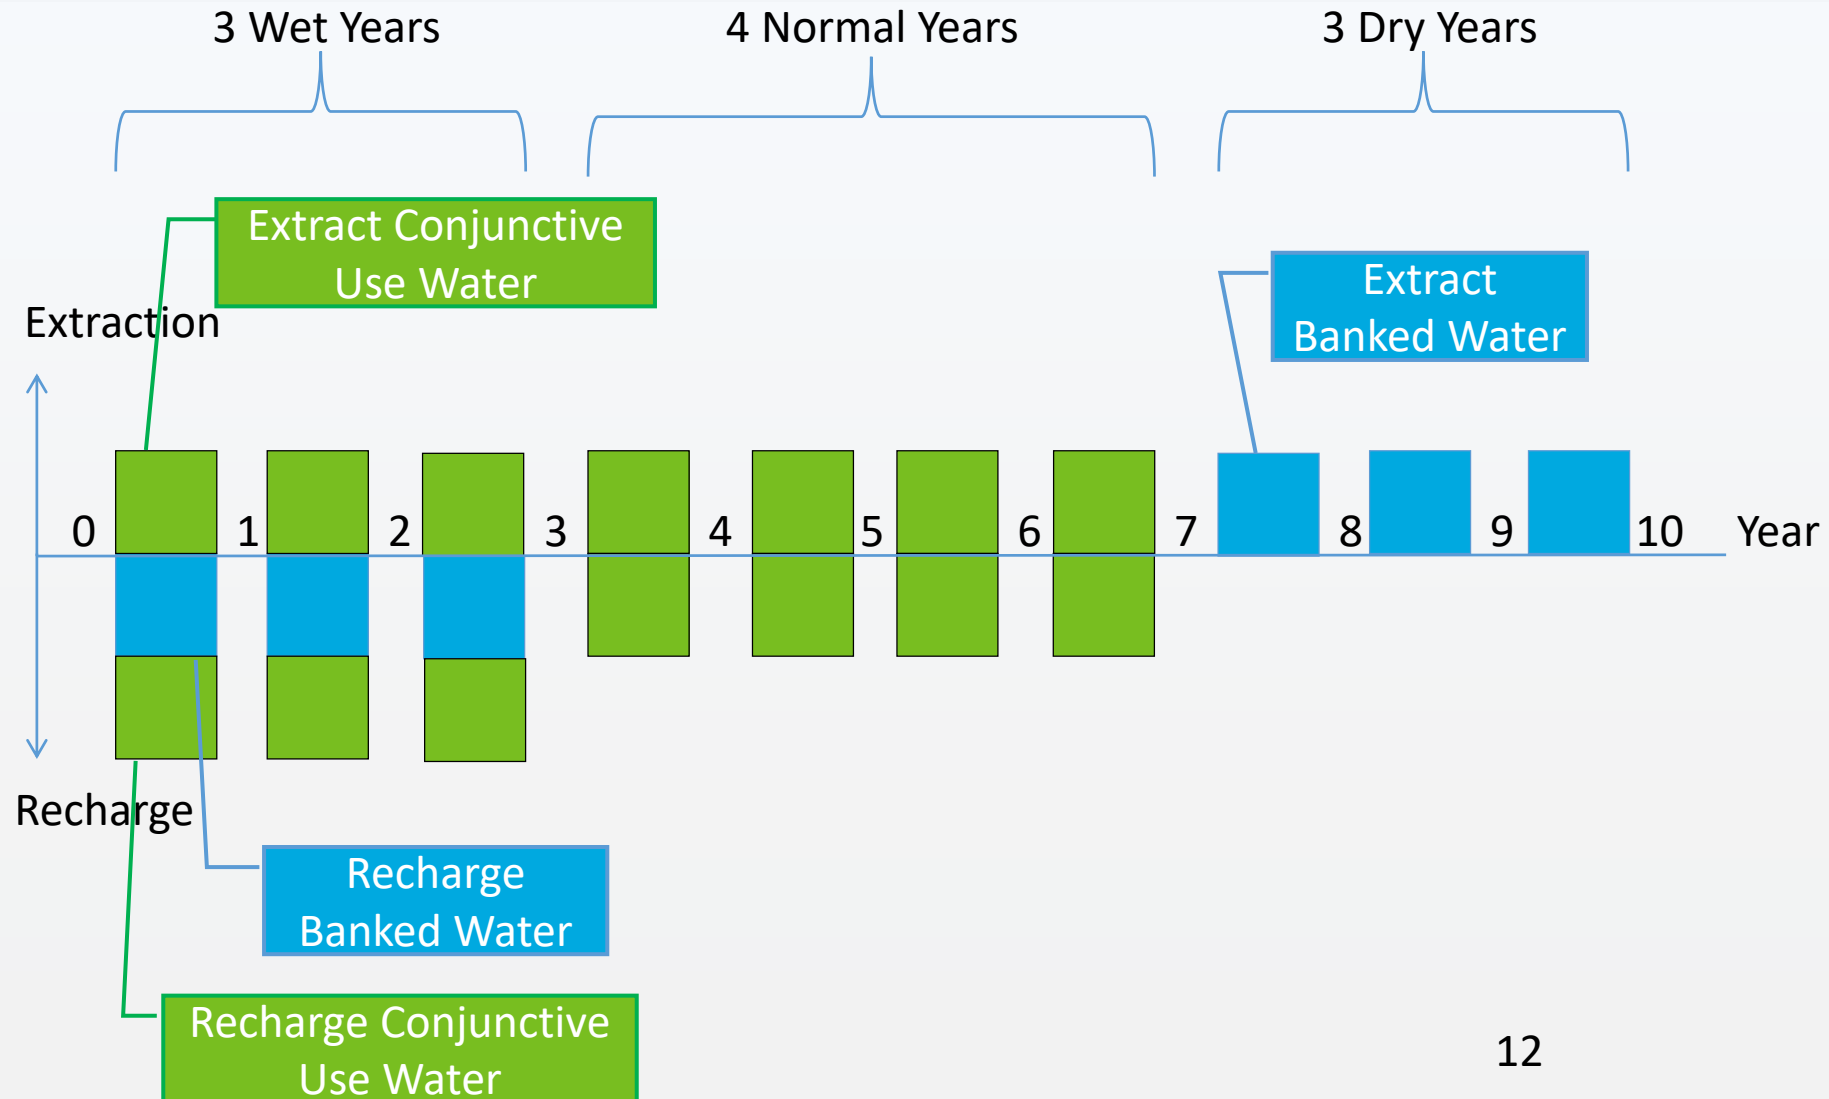 3 Wet Years
4 Normal Years
3 Dry Years
Extract Conjunctive
Use Water
Extract
Banked Water
Extraction
0 1 2 3 4 5 6 7 8 9 10 Year
Recharge
Recharge
Banked Water
Recharge Conjunctive
Use Water
12